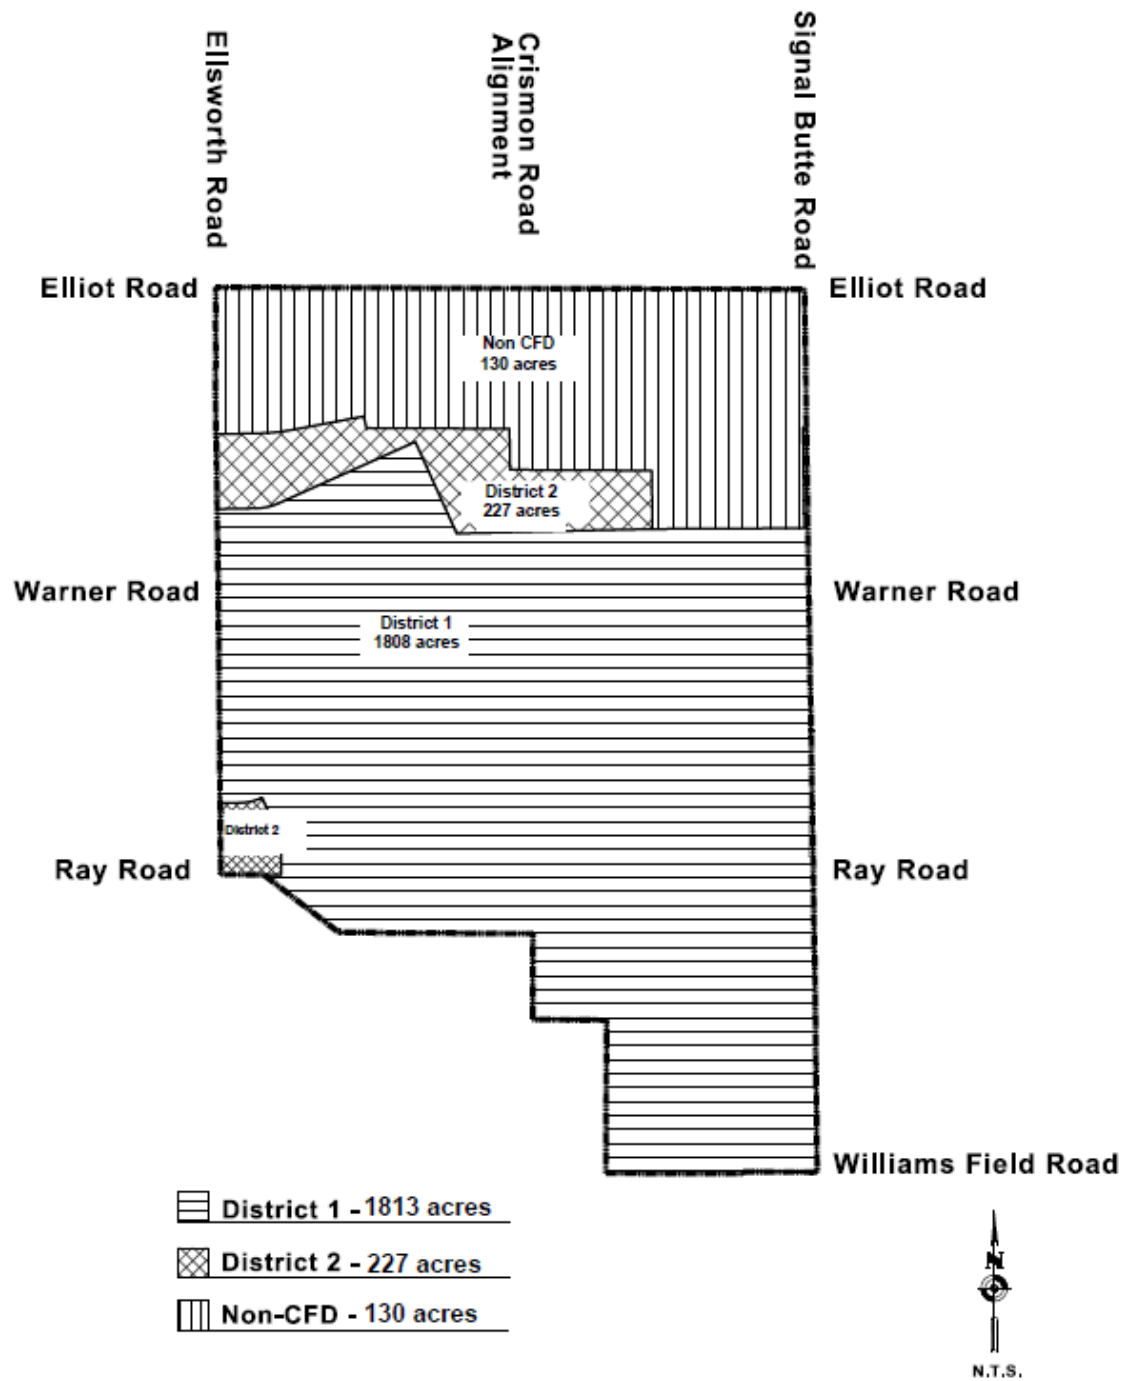 Ellsworth Road
Crismon Road
Alignment
Signal Butte Road
Elliot Road
Elliot Road
Non CFD
130 acres
District 2
227 acres
Warner Road
Warner Road
District 1
1808 acres
District 2
Ray Road
Ray Road
Williams Field Road
District 1 - 1813 acres
District 2 - 227 acres
Non-CFD - 130 acres
N
N.T.S.